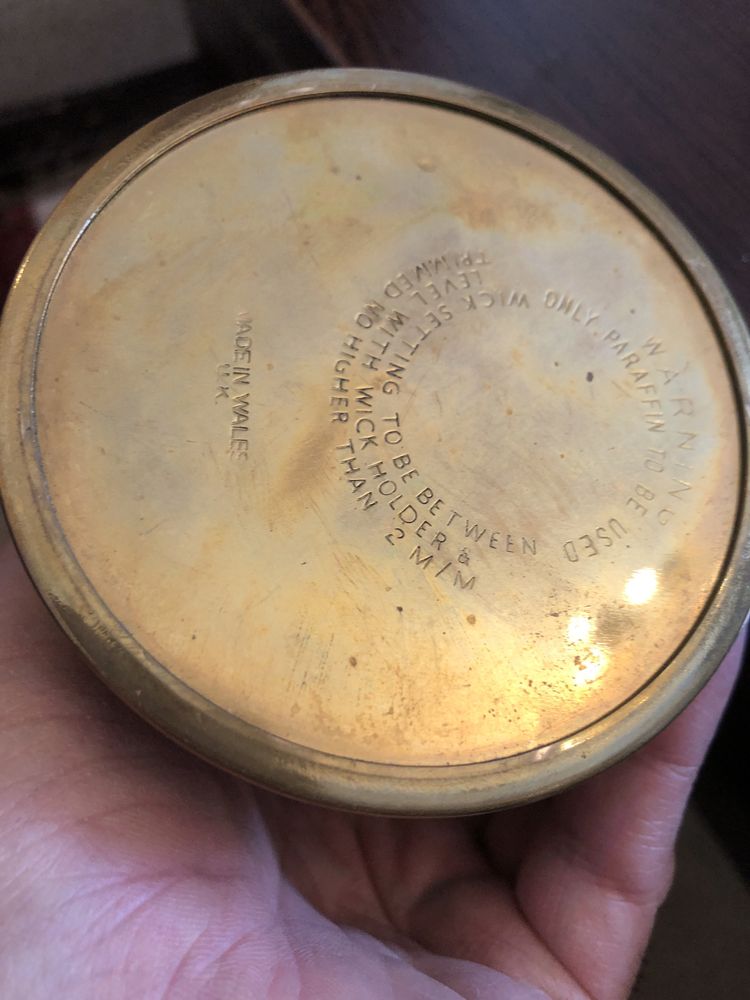 WARNING
ONLY PARAFFIN TO BE USED
WICK SETTING TO BE BETWEEN
LEVEL WITH WICK HOLDER &
TRIMMED NO HIGHER THAN 2 M/M
MADE IN WALES
U.K.